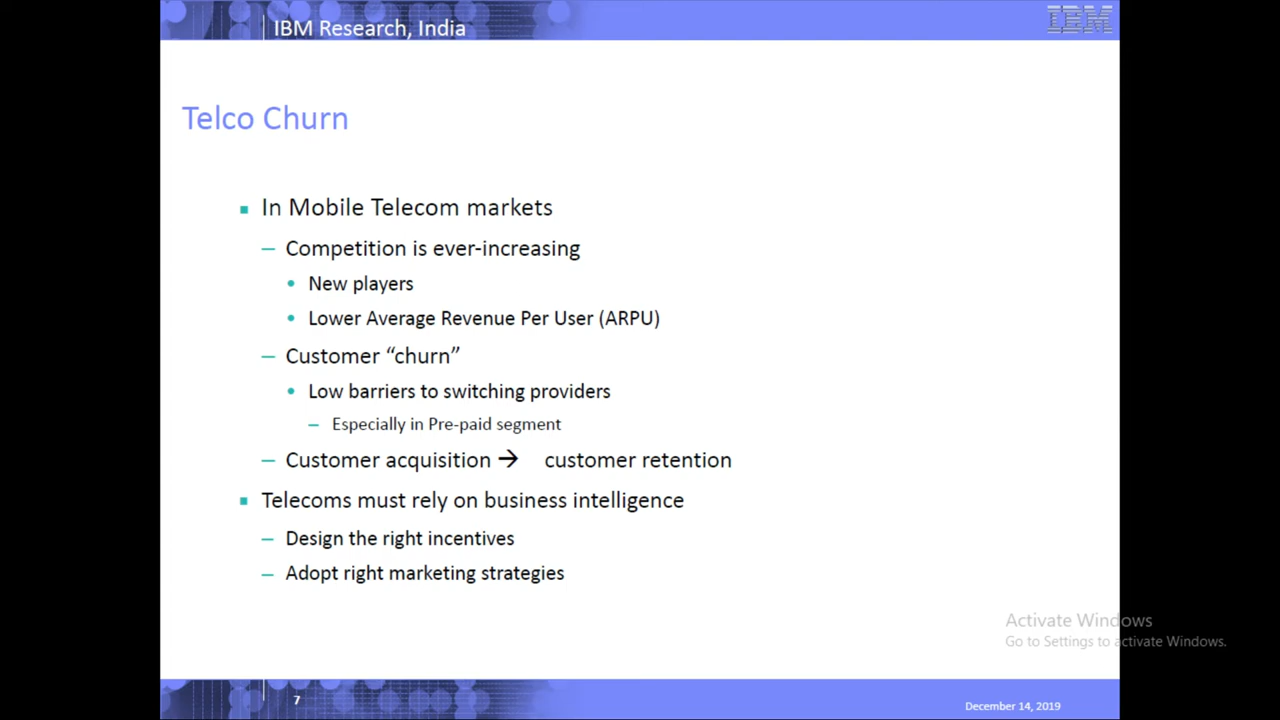 IBM Research, India
IBM
Telco Churn
In Mobile Telecom markets
– Competition is ever-increasing
• New players
• Lower Average Revenue Per User (ARPU)
– Customer “churn”
• Low barriers to switching providers
– Especially in Pre-paid segment
– Customer acquisition → customer retention
Telecoms must rely on business intelligence
– Design the right incentives
– Adopt right marketing strategies
Activate Windows
Go to Settings to activate Windows.
7
December 14, 2019